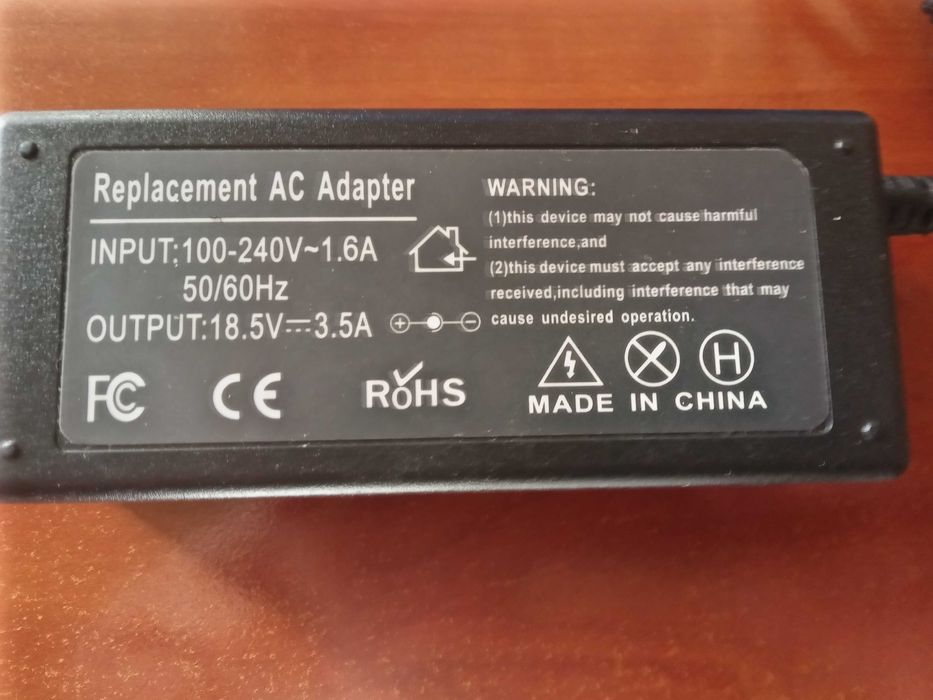 Replacement AC Adapter
INPUT:100-240V~1.6A
50/60Hz
OUTPUT:18.5V⎓3.5A
FC CE RoHS
WARNING:
(1)this device may not cause harmful
interference,and
(2)this device must accept any interference
received,including interference that may
cause undesired operation.
H
MADE IN CHINA